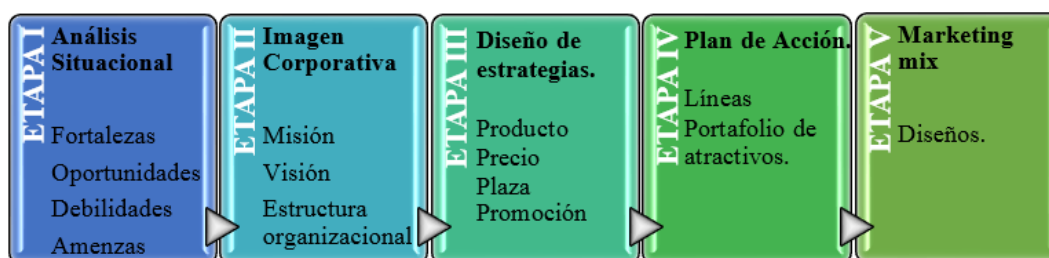 ETAPA I
Análisis
Situacional
Fortalezas
Oportunidades
Debilidades
Amenzas
ETAPA II
Imagen
Corporativa
Misión
Visión
Estructura
organizacional
ETAPA III
Diseño de
estrategias.
Producto
Precio
Plaza
Promoción
ETAPA IV
Plan de Acción.
Líneas
Portafolio de
atractivos.
ETAPA V
Marketing
mix
Diseños.